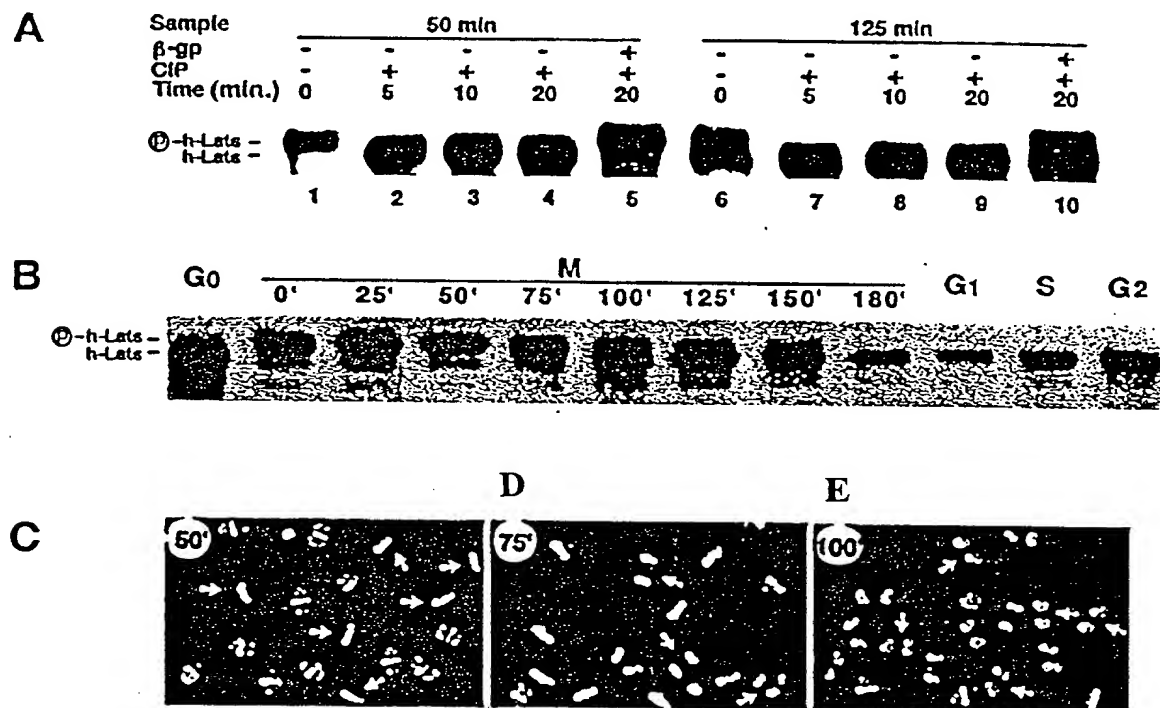 A
Sample 50 min 125 min
β-gp - - - - + - - - - +
CIP - + + + + - + + + +
Time (min.) 0 5 10 20 20 0 5 10 20 20
Ⓟ-h-Lats –
h-Lats –
1 2 3 4 5 6 7 8 9 10
B
G0 M G1 S G2
0' 25' 50' 75' 100' 125' 150' 180'
Ⓟ-h-Lats –
h-Lats –
D E
C
50' 75' 100'